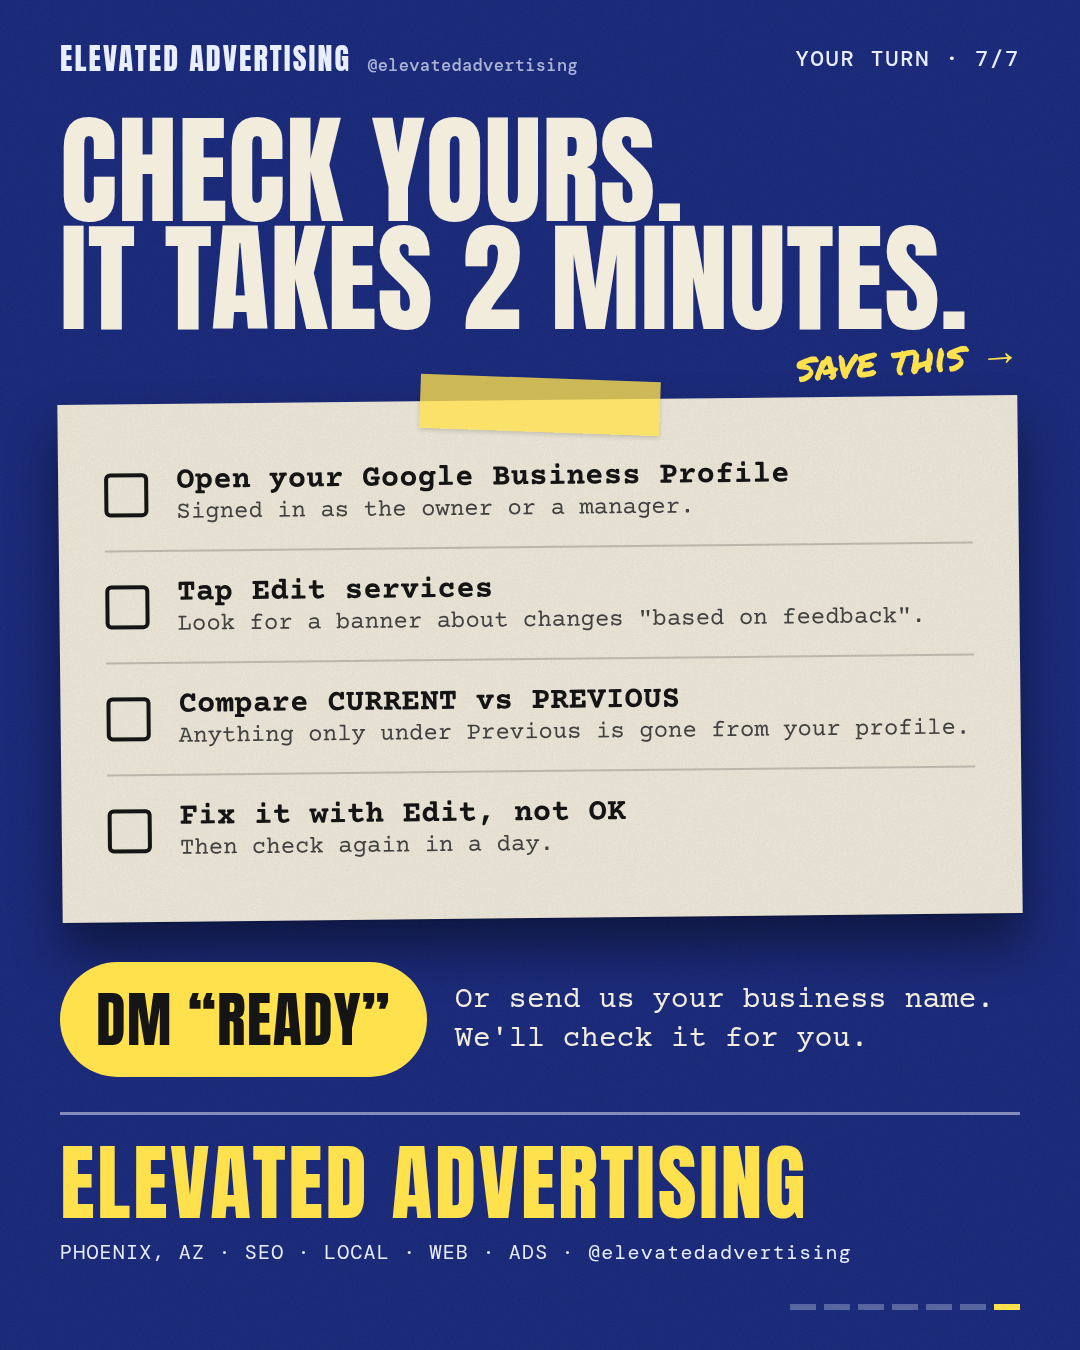 ELEVATED ADVERTISING @elevatedadvertising
YOUR TURN · 7/7
CHECK YOURS.
IT TAKES 2 MINUTES.
SAVE THIS →
Open your Google Business Profile
Signed in as the owner or a manager.
Tap Edit services
Look for a banner about changes "based on feedback".
Compare CURRENT vs PREVIOUS
Anything only under Previous is gone from your profile.
Fix it with Edit, not OK
Then check again in a day.
DM “READY”
Or send us your business name.
We'll check it for you.
ELEVATED ADVERTISING
PHOENIX, AZ · SEO · LOCAL · WEB · ADS · @elevatedadvertising